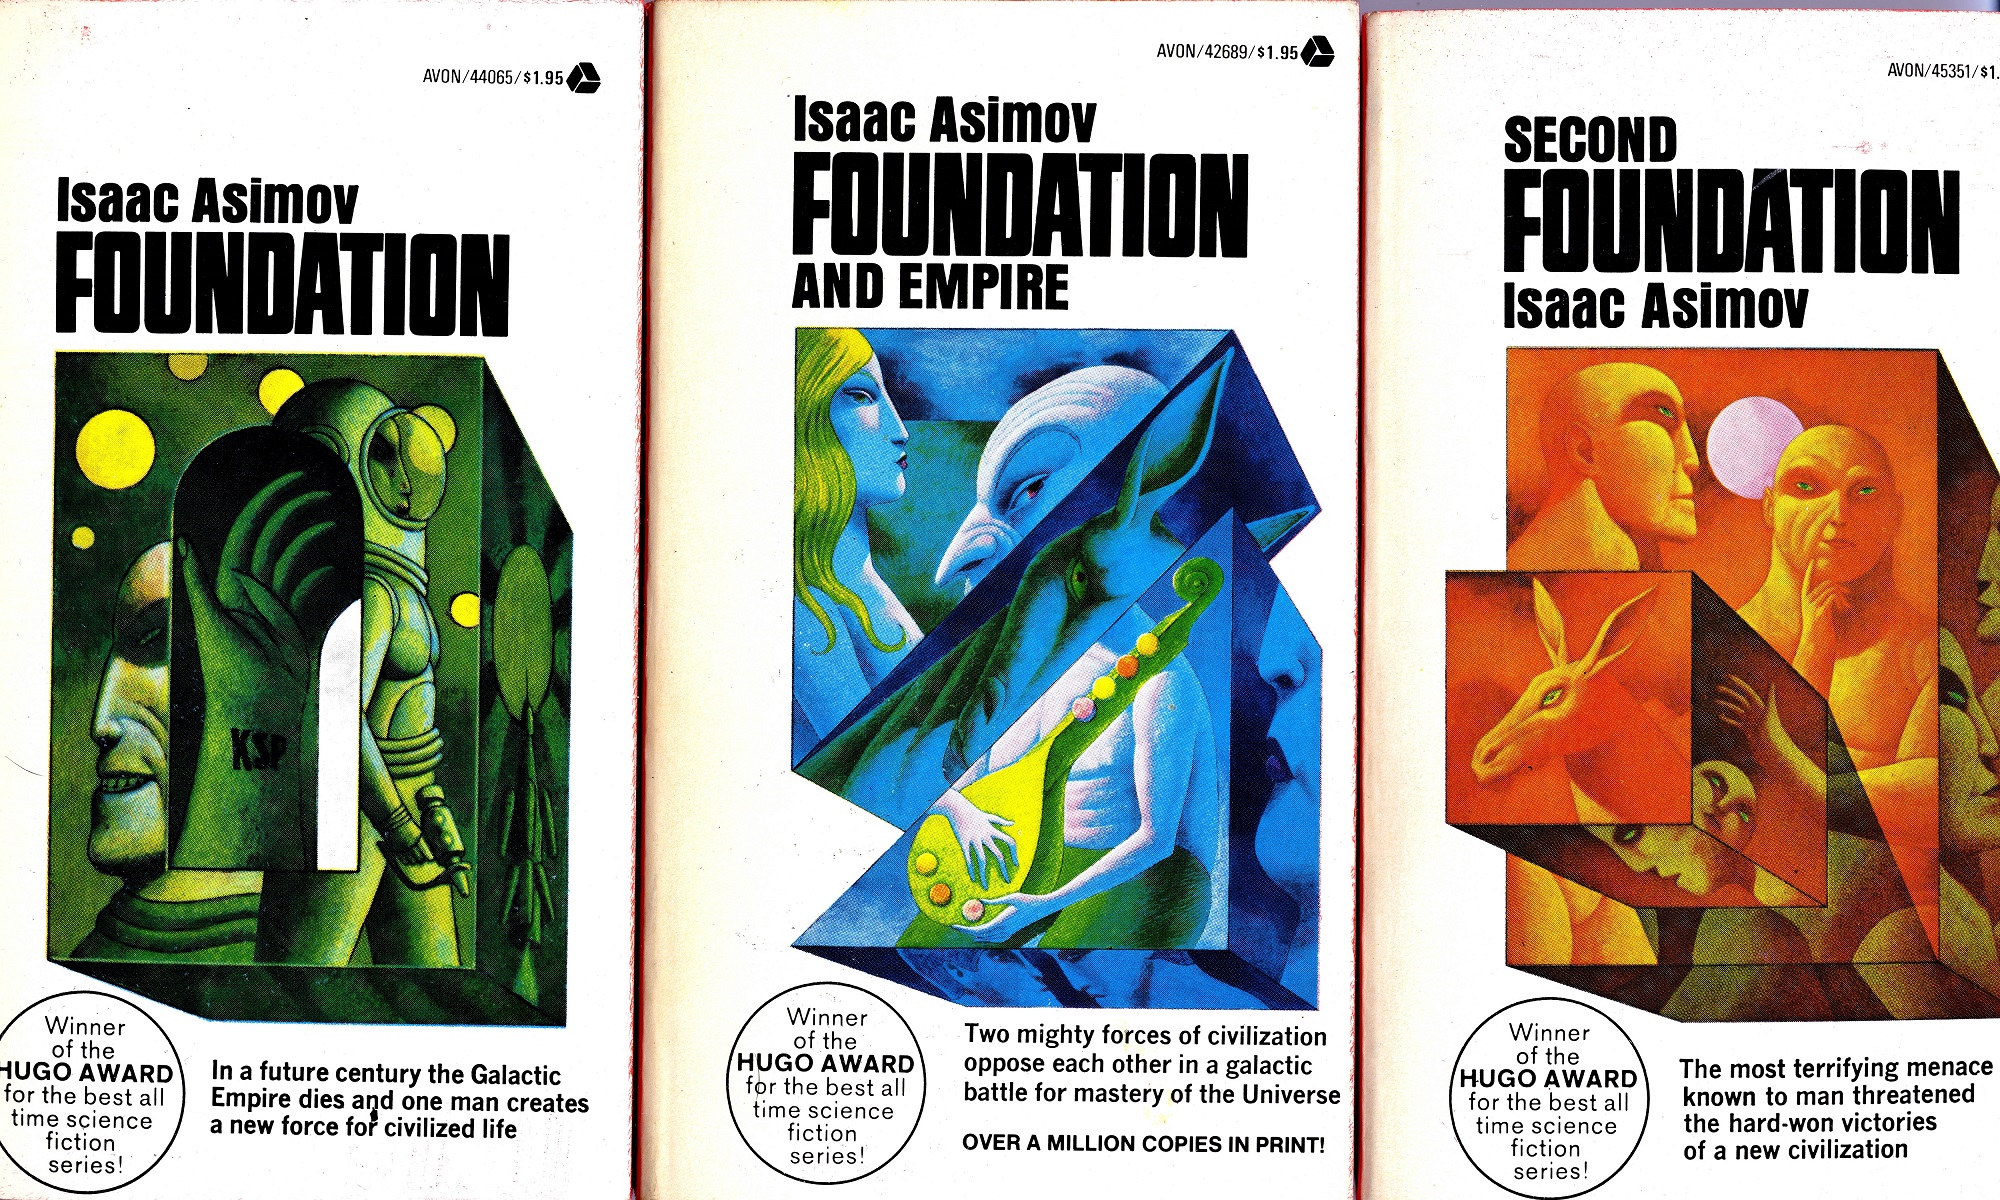 AVON/44065/$1.95
Isaac Asimov
FOUNDATION
KSP
Winner
of the
HUGO AWARD
for the best all
time science
fiction
series!
In a future century the Galactic
Empire dies and one man creates
a new force for civilized life
AVON/42689/$1.95
Isaac Asimov
FOUNDATION
AND EMPIRE
Winner
of the
HUGO AWARD
for the best all
time science
fiction
series!
Two mighty forces of civilization
oppose each other in a galactic
battle for mastery of the Universe
OVER A MILLION COPIES IN PRINT!
AVON/45351/$1.
SECOND
FOUNDATION
Isaac Asimov
Winner
of the
HUGO AWARD
for the best all
time science
fiction
series!
The most terrifying menace
known to man threatened
the hard-won victories
of a new civilization